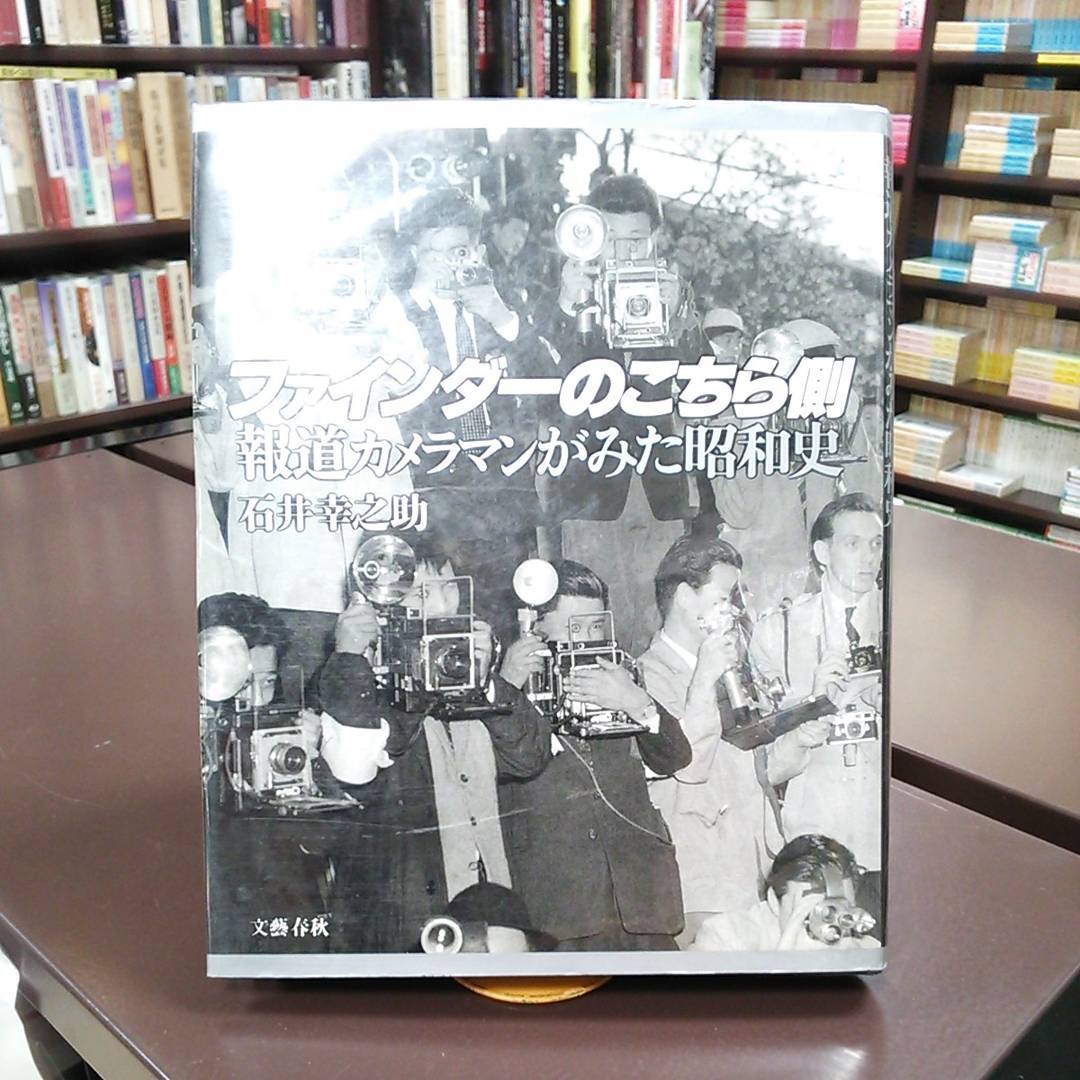 ファインダーのこちら側
報道カメラマンがみた昭和史
石井幸之助
文藝春秋